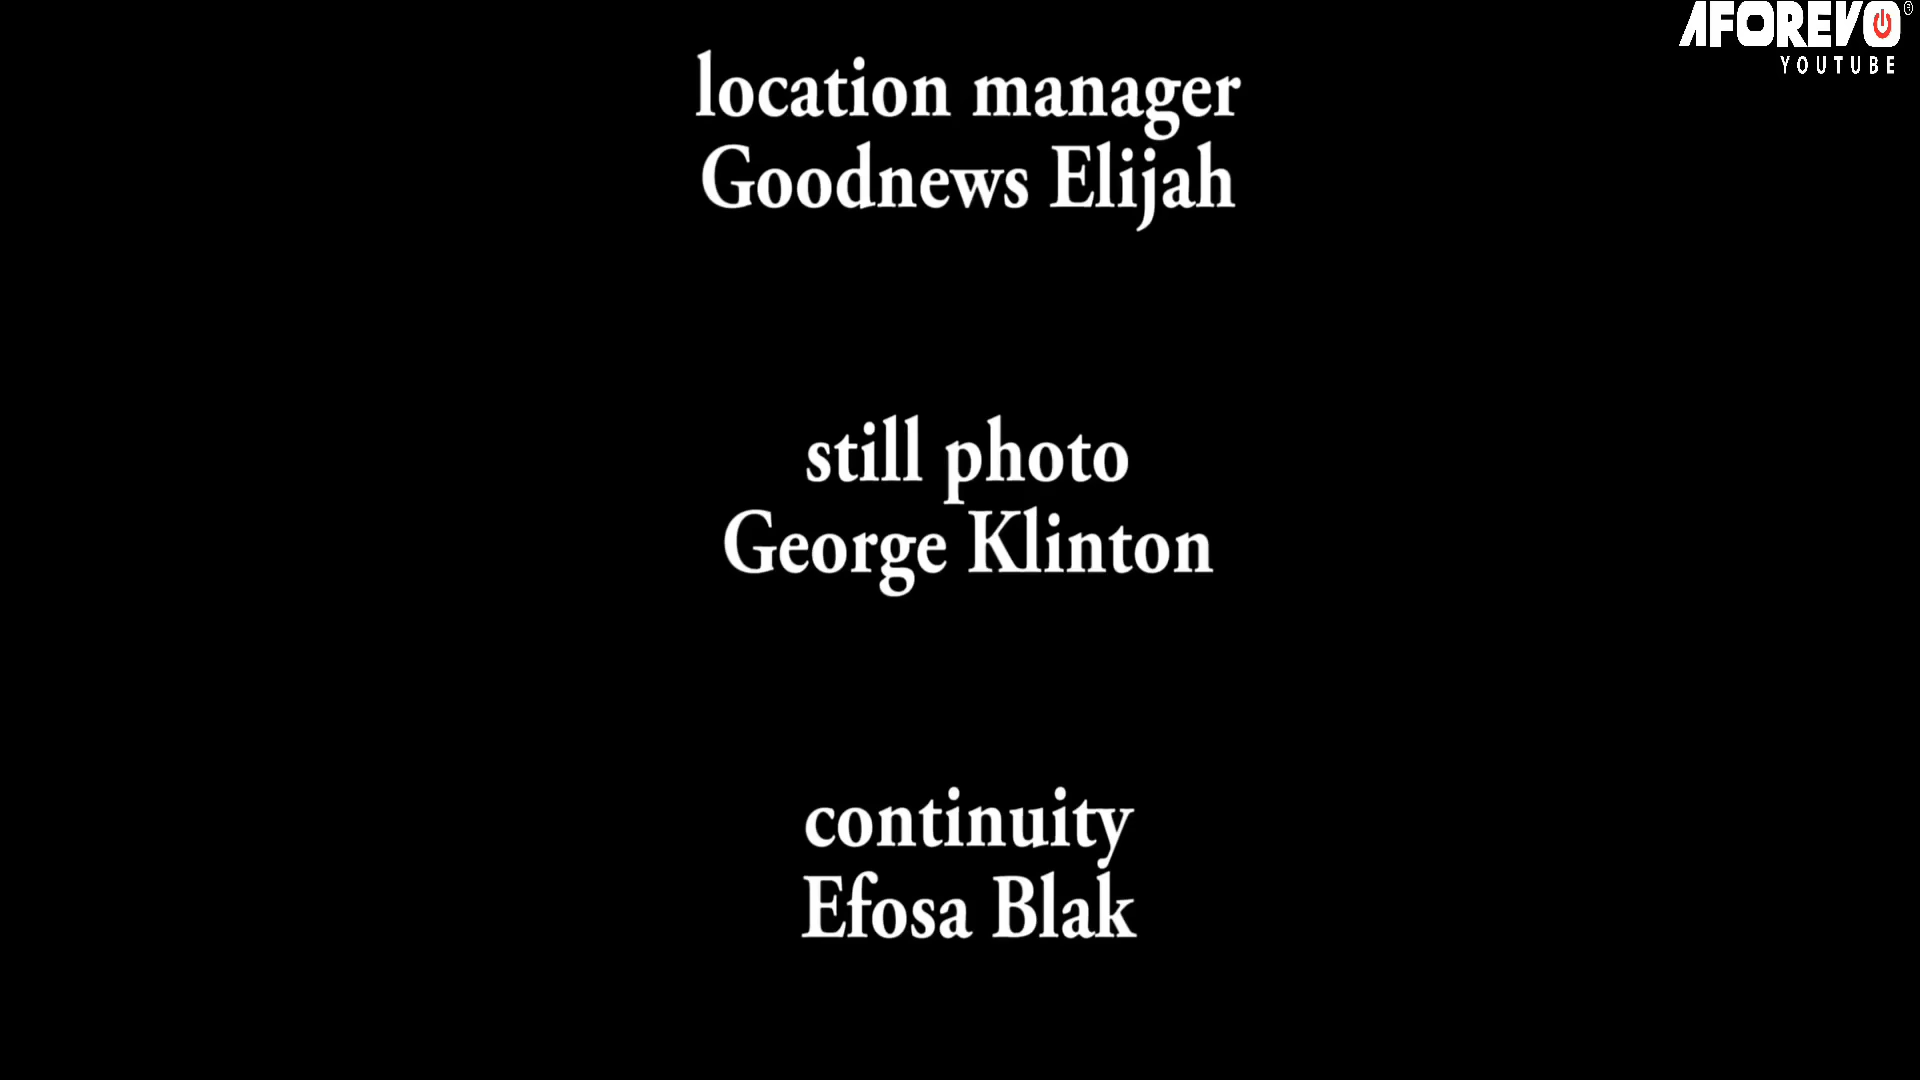 AFOREVO
YOUTUBE
location manager
Goodnews Elijah
still photo
George Klinton
continuity
Efosa Blak